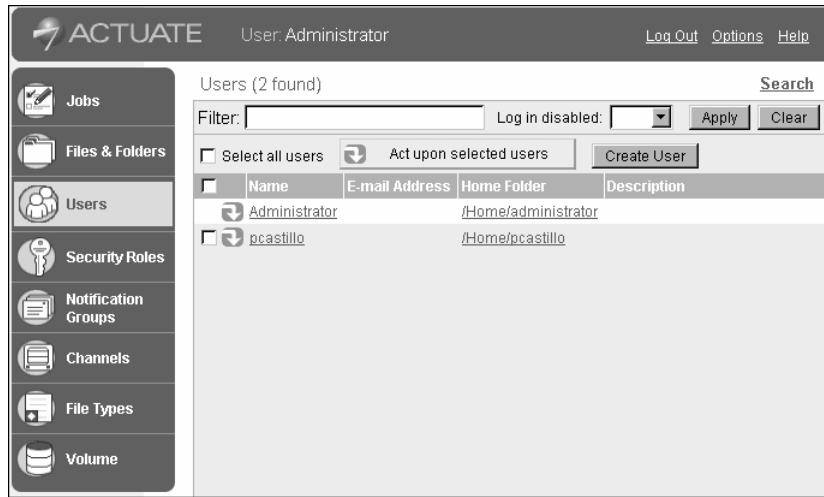 ACTUATE
User: Administrator
Log Out Options Help
Jobs
Files & Folders
Users
Security Roles
Notification
Groups
Channels
File Types
Volume
Users (2 found)
Search
Filter:
Log in disabled:
Apply
Clear
Select all users
Act upon selected users
Create User
Name E-mail Address Home Folder Description
Administrator /Home/administrator
pcastillo /Home/pcastillo